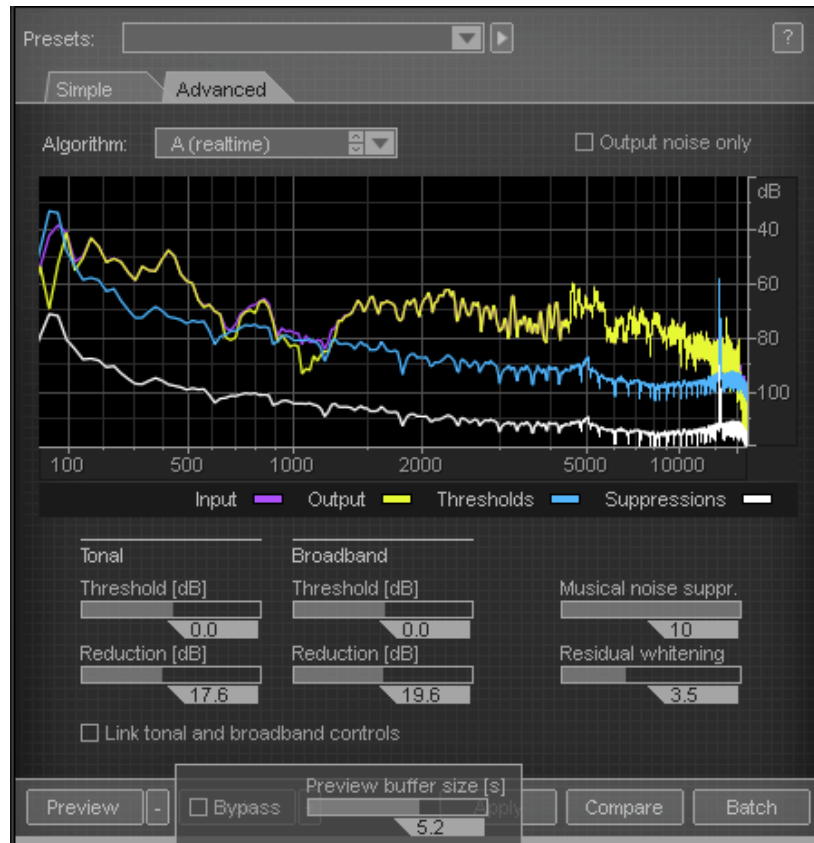 Presets: ?
Simple Advanced
Algorithm: A (realtime) Output noise only
dB
-40
-60
-80
-100
100 500 1000 2000 5000 10000
Input Output Thresholds Suppressions
Tonal Broadband
Threshold [dB] Threshold [dB] Musical noise suppr.
0.0 0.0 10
Reduction [dB] Reduction [dB] Residual whitening
17.6 19.6 3.5
Link tonal and broadband controls
Preview buffer size [s]
Preview - Bypass Apply Compare Batch
5.2